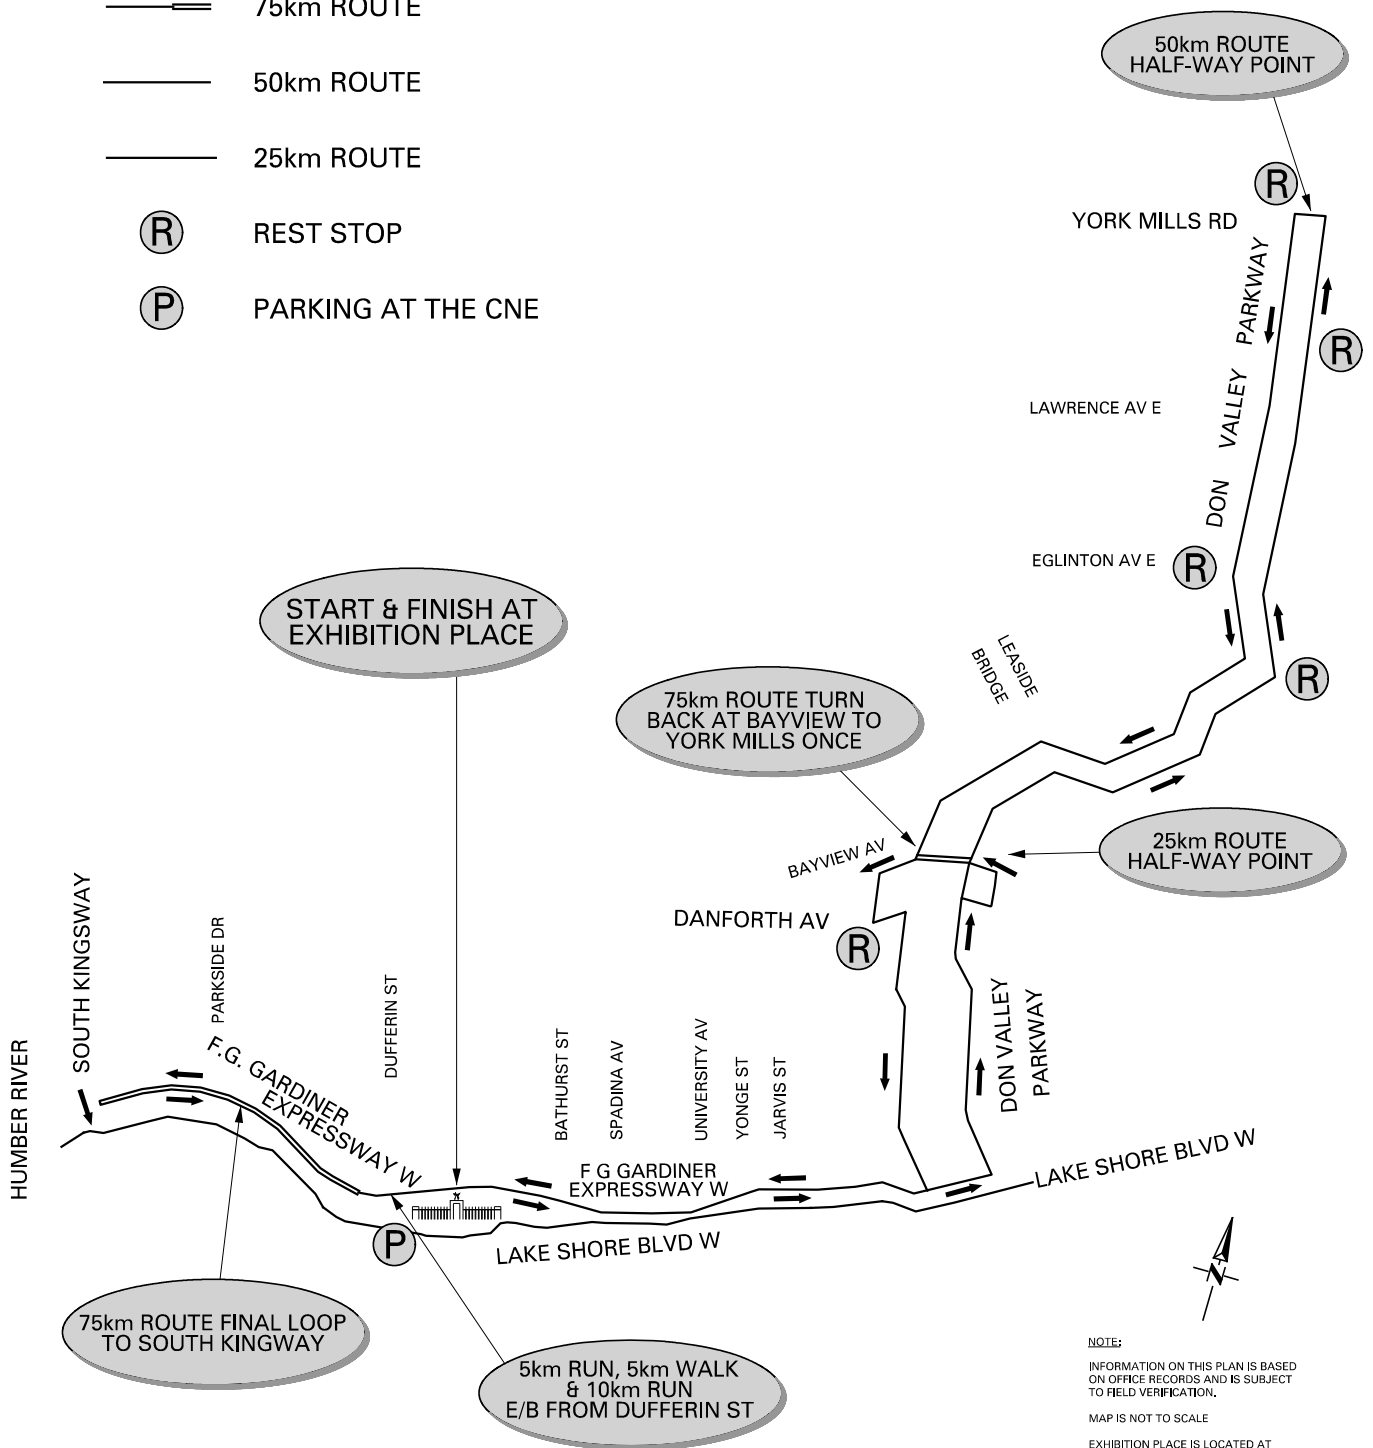 75km ROUTE
50km ROUTE
25km ROUTE
R
REST STOP
P
PARKING AT THE CNE
50km ROUTE
HALF-WAY POINT
R
YORK MILLS RD
DON VALLEY PARKWAY
R
LAWRENCE AV E
EGLINTON AV E
R
LEASIDE
BRIDGE
R
START & FINISH AT
EXHIBITION PLACE
75km ROUTE TURN
BACK AT BAYVIEW TO
YORK MILLS ONCE
BAYVIEW AV
25km ROUTE
HALF-WAY POINT
DANFORTH AV
R
DON VALLEY
PARKWAY
HUMBER RIVER
SOUTH KINGSWAY
PARKSIDE DR
F.G. GARDINER
EXPRESSWAY W
DUFFERIN ST
BATHURST ST
SPADINA AV
UNIVERSITY AV
YONGE ST
JARVIS ST
F G GARDINER
EXPRESSWAY W
LAKE SHORE BLVD W
P
LAKE SHORE BLVD W
75km ROUTE FINAL LOOP
TO SOUTH KINGWAY
5km RUN, 5km WALK
& 10km RUN
E/B FROM DUFFERIN ST
N
NOTE:
INFORMATION ON THIS PLAN IS BASED
ON OFFICE RECORDS AND IS SUBJECT
TO FIELD VERIFICATION.
MAP IS NOT TO SCALE
EXHIBITION PLACE IS LOCATED AT